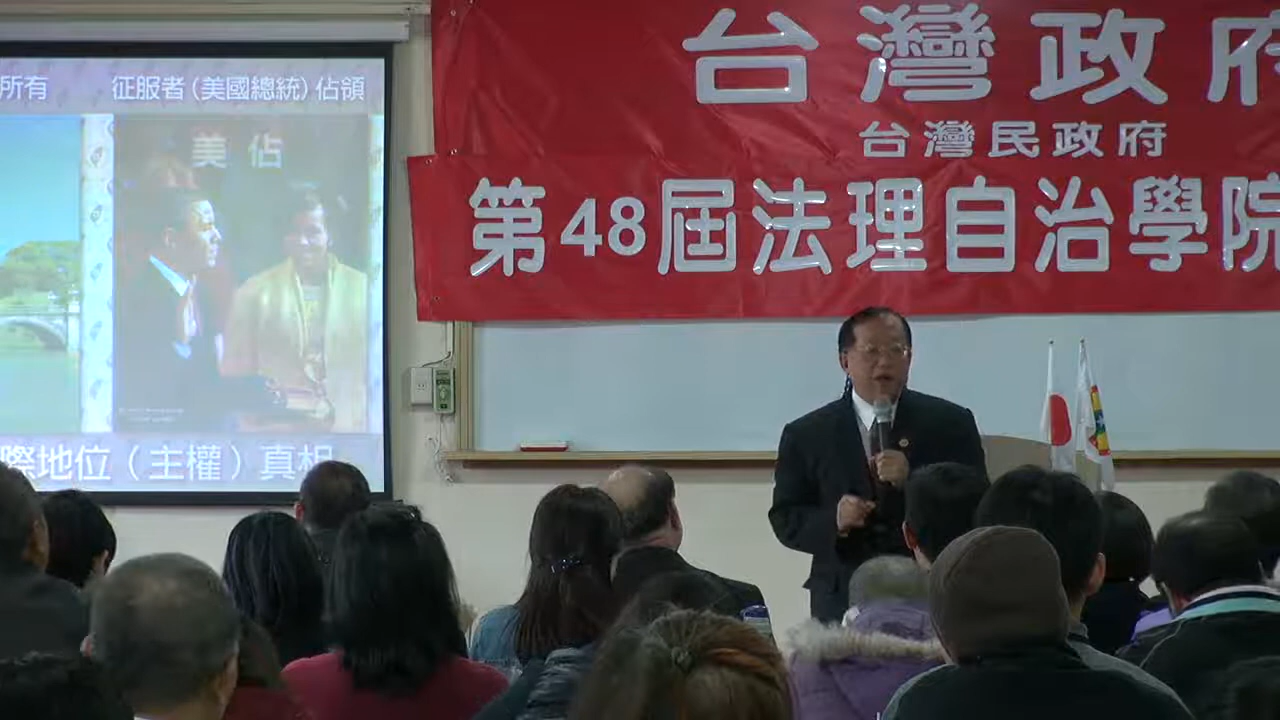 所有 征服者（美國總統）佔領
美 佔
際地位（主權）真相
台灣政府
台灣民政府
第48屆法理自治學院